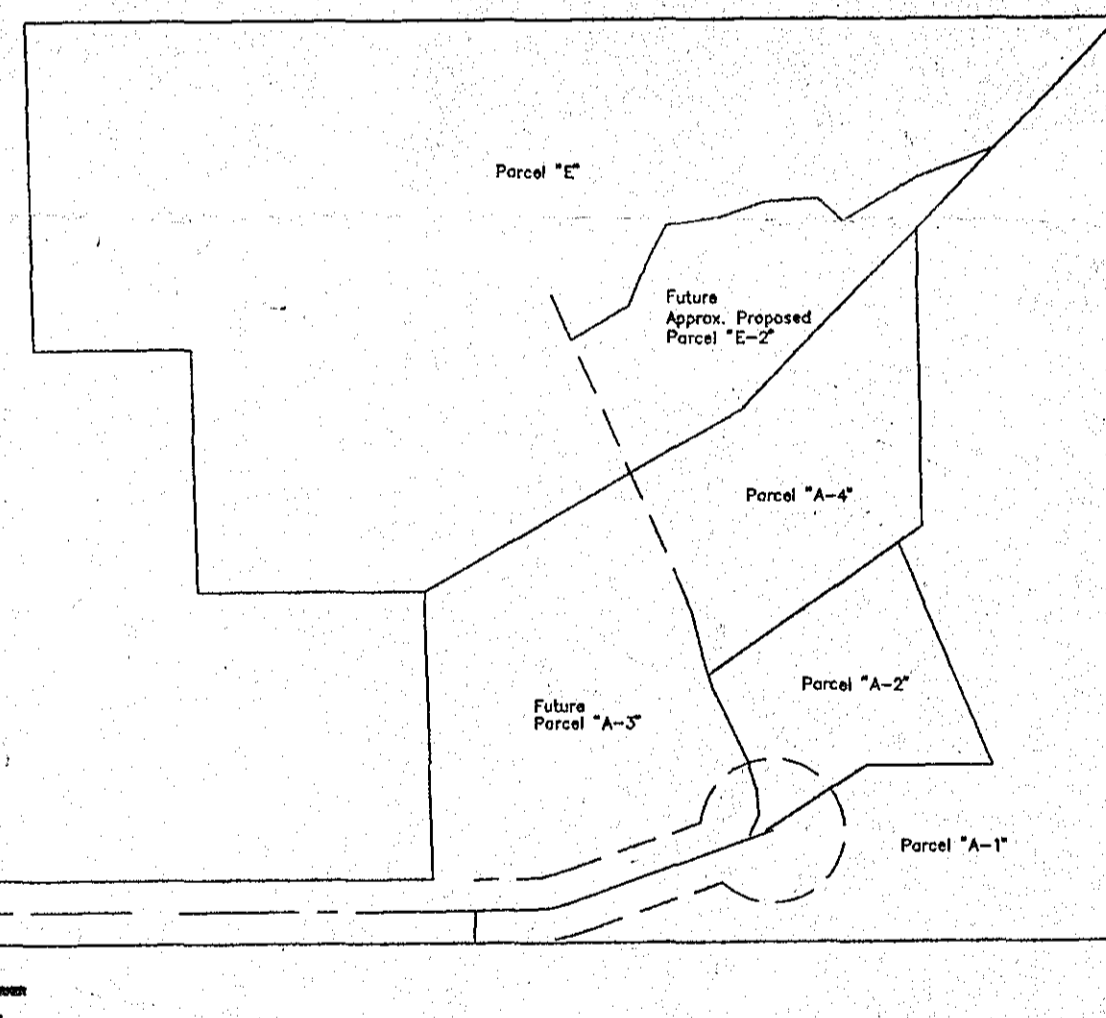 Parcel "E"
Future
Approx. Proposed
Parcel "E-2"
Parcel "A-4"
Parcel "A-2"
Future
Parcel "A-3"
Parcel "A-1"